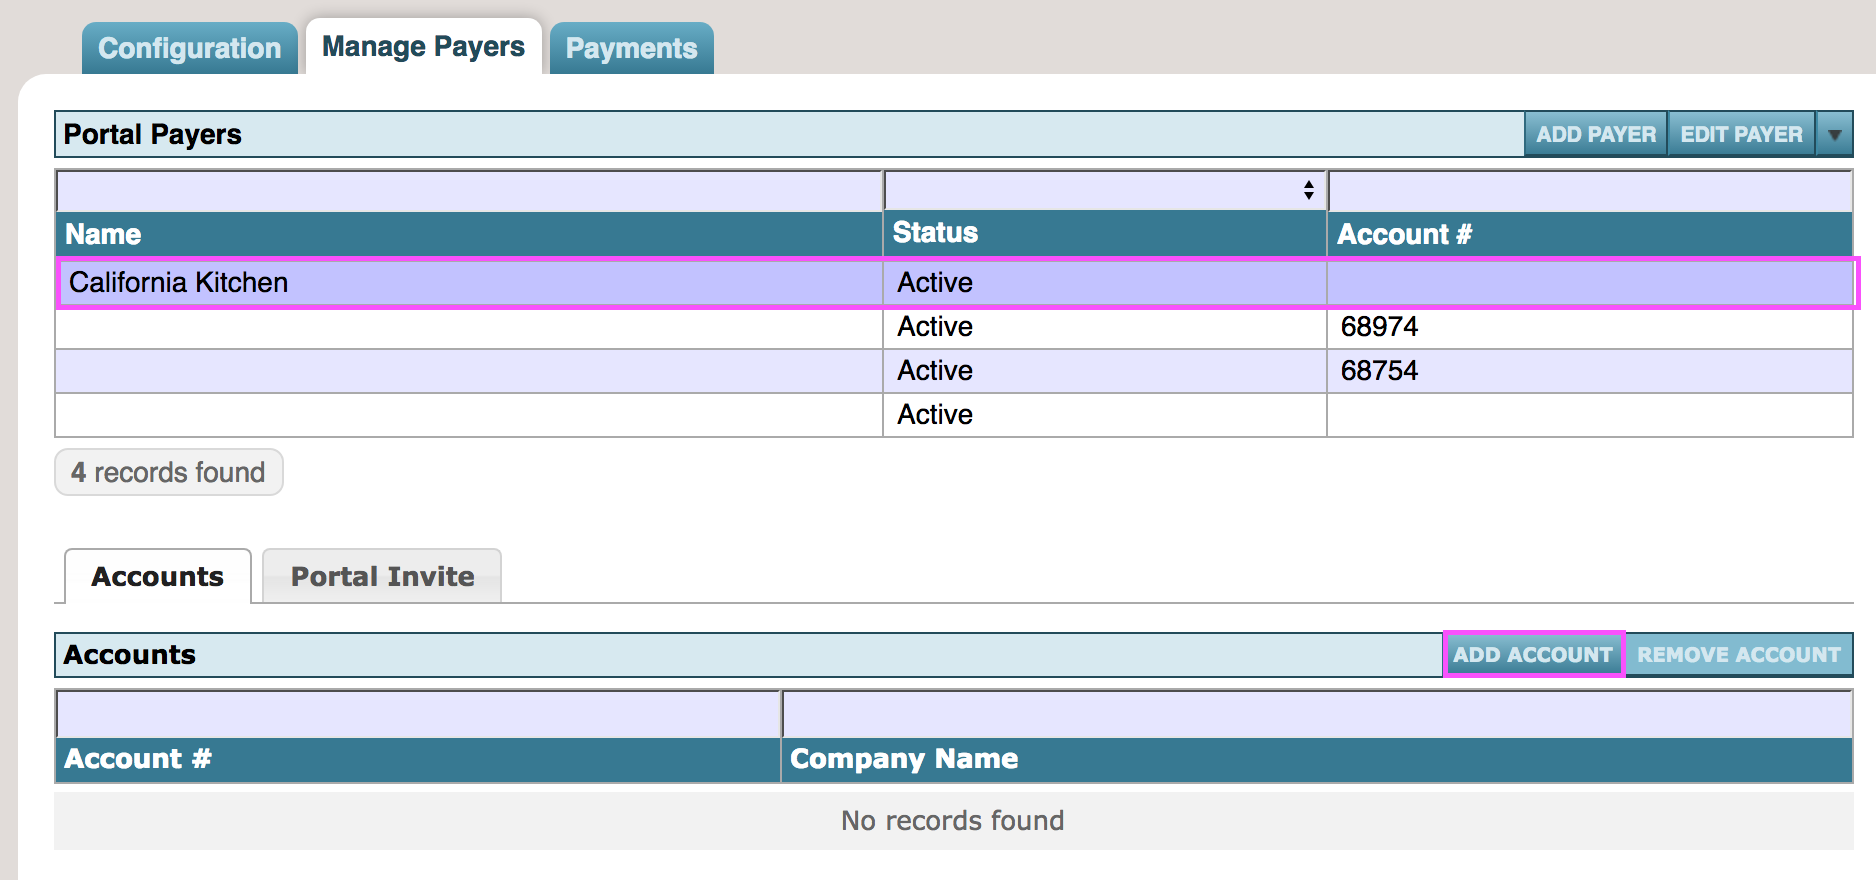 Configuration Manage Payers Payments
Portal Payers ADD PAYER EDIT PAYER
Name Status Account #
California Kitchen Active
Active 68974
Active 68754
Active
4 records found
Accounts Portal Invite
Accounts ADD ACCOUNT REMOVE ACCOUNT
Account # Company Name
No records found